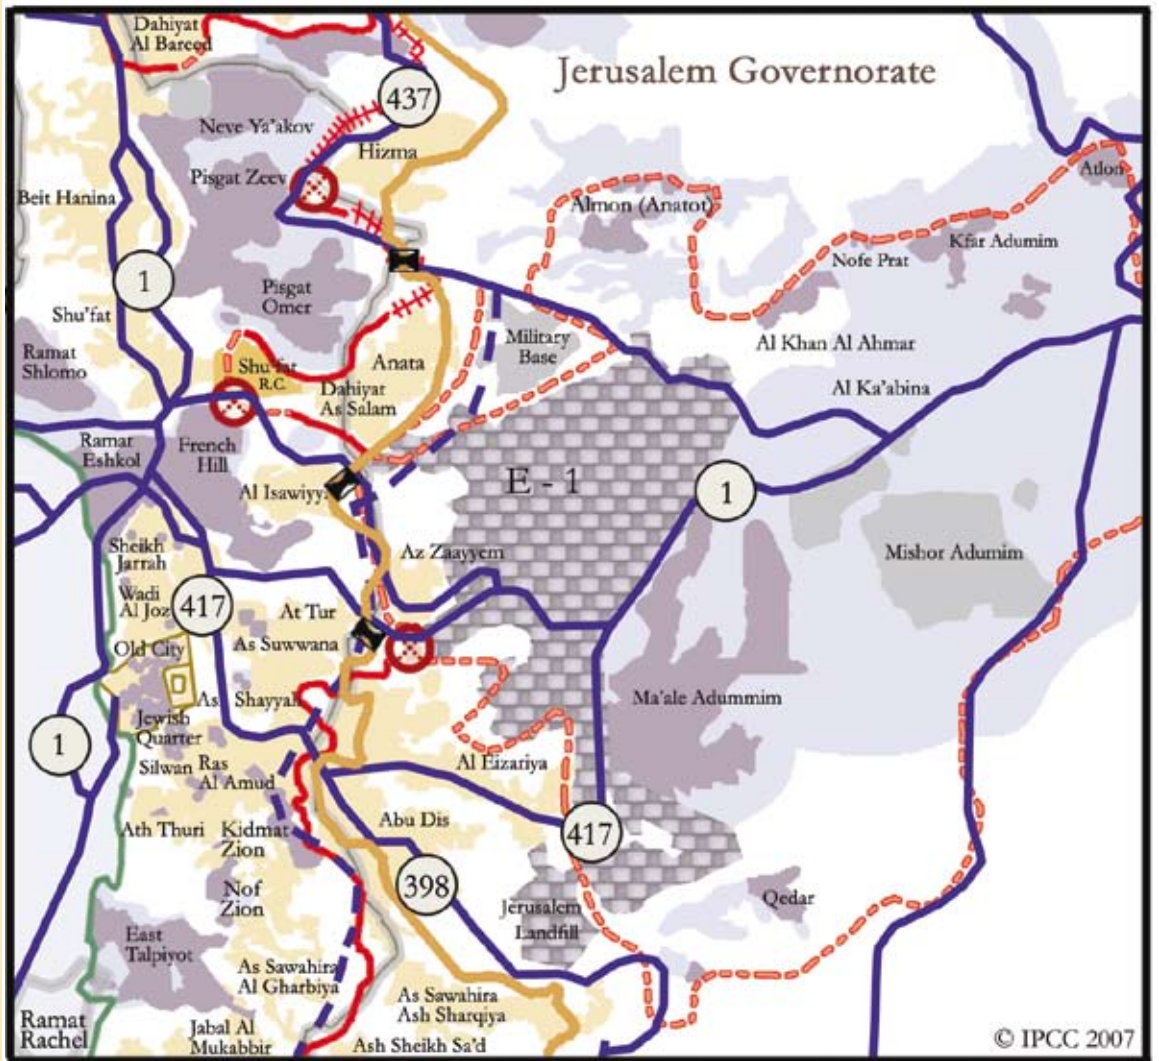 Dahiyat
Al Bareed
Jerusalem Governorate
437
Neve Ya'akov
Hizma
Pisgat Zeev
Beit Hanina
Almon (Anatot)
Atlon
Kfar Adumim
Nofe Prat
1
Pisgat
Omer
Shu'fat
Military
Base
Al Khan Al Ahmar
Ramat
Shlomo
Shu'fat
R.C.
Anata
Dahiyat
As Salam
Al Ka'abina
Ramat
Eshkol
French
Hill
E - 1
1
Al Isawiyy
Az Zaayyem
Mishor Adumim
Sheikh
Jarrah
Wadi
Al Joz
417
At Tur
As Suwwana
Old City
As Shayyah
Ma'ale Adummim
1
Jewish
Quarter
Silwan
Ras
Al Amud
Al Eizariya
Ath Thuri
Kidmat
Zion
Abu Dis
417
398
Nof
Zion
Jerusalem
Landfill
Qedar
East
Talpiyot
As Sawahira
Al Gharbiya
As Sawahira
Ash Sharqiya
Ramat
Rachel
Jabal Al
Mukabbir
Ash Sheikh Sa'd
© IPCC 2007